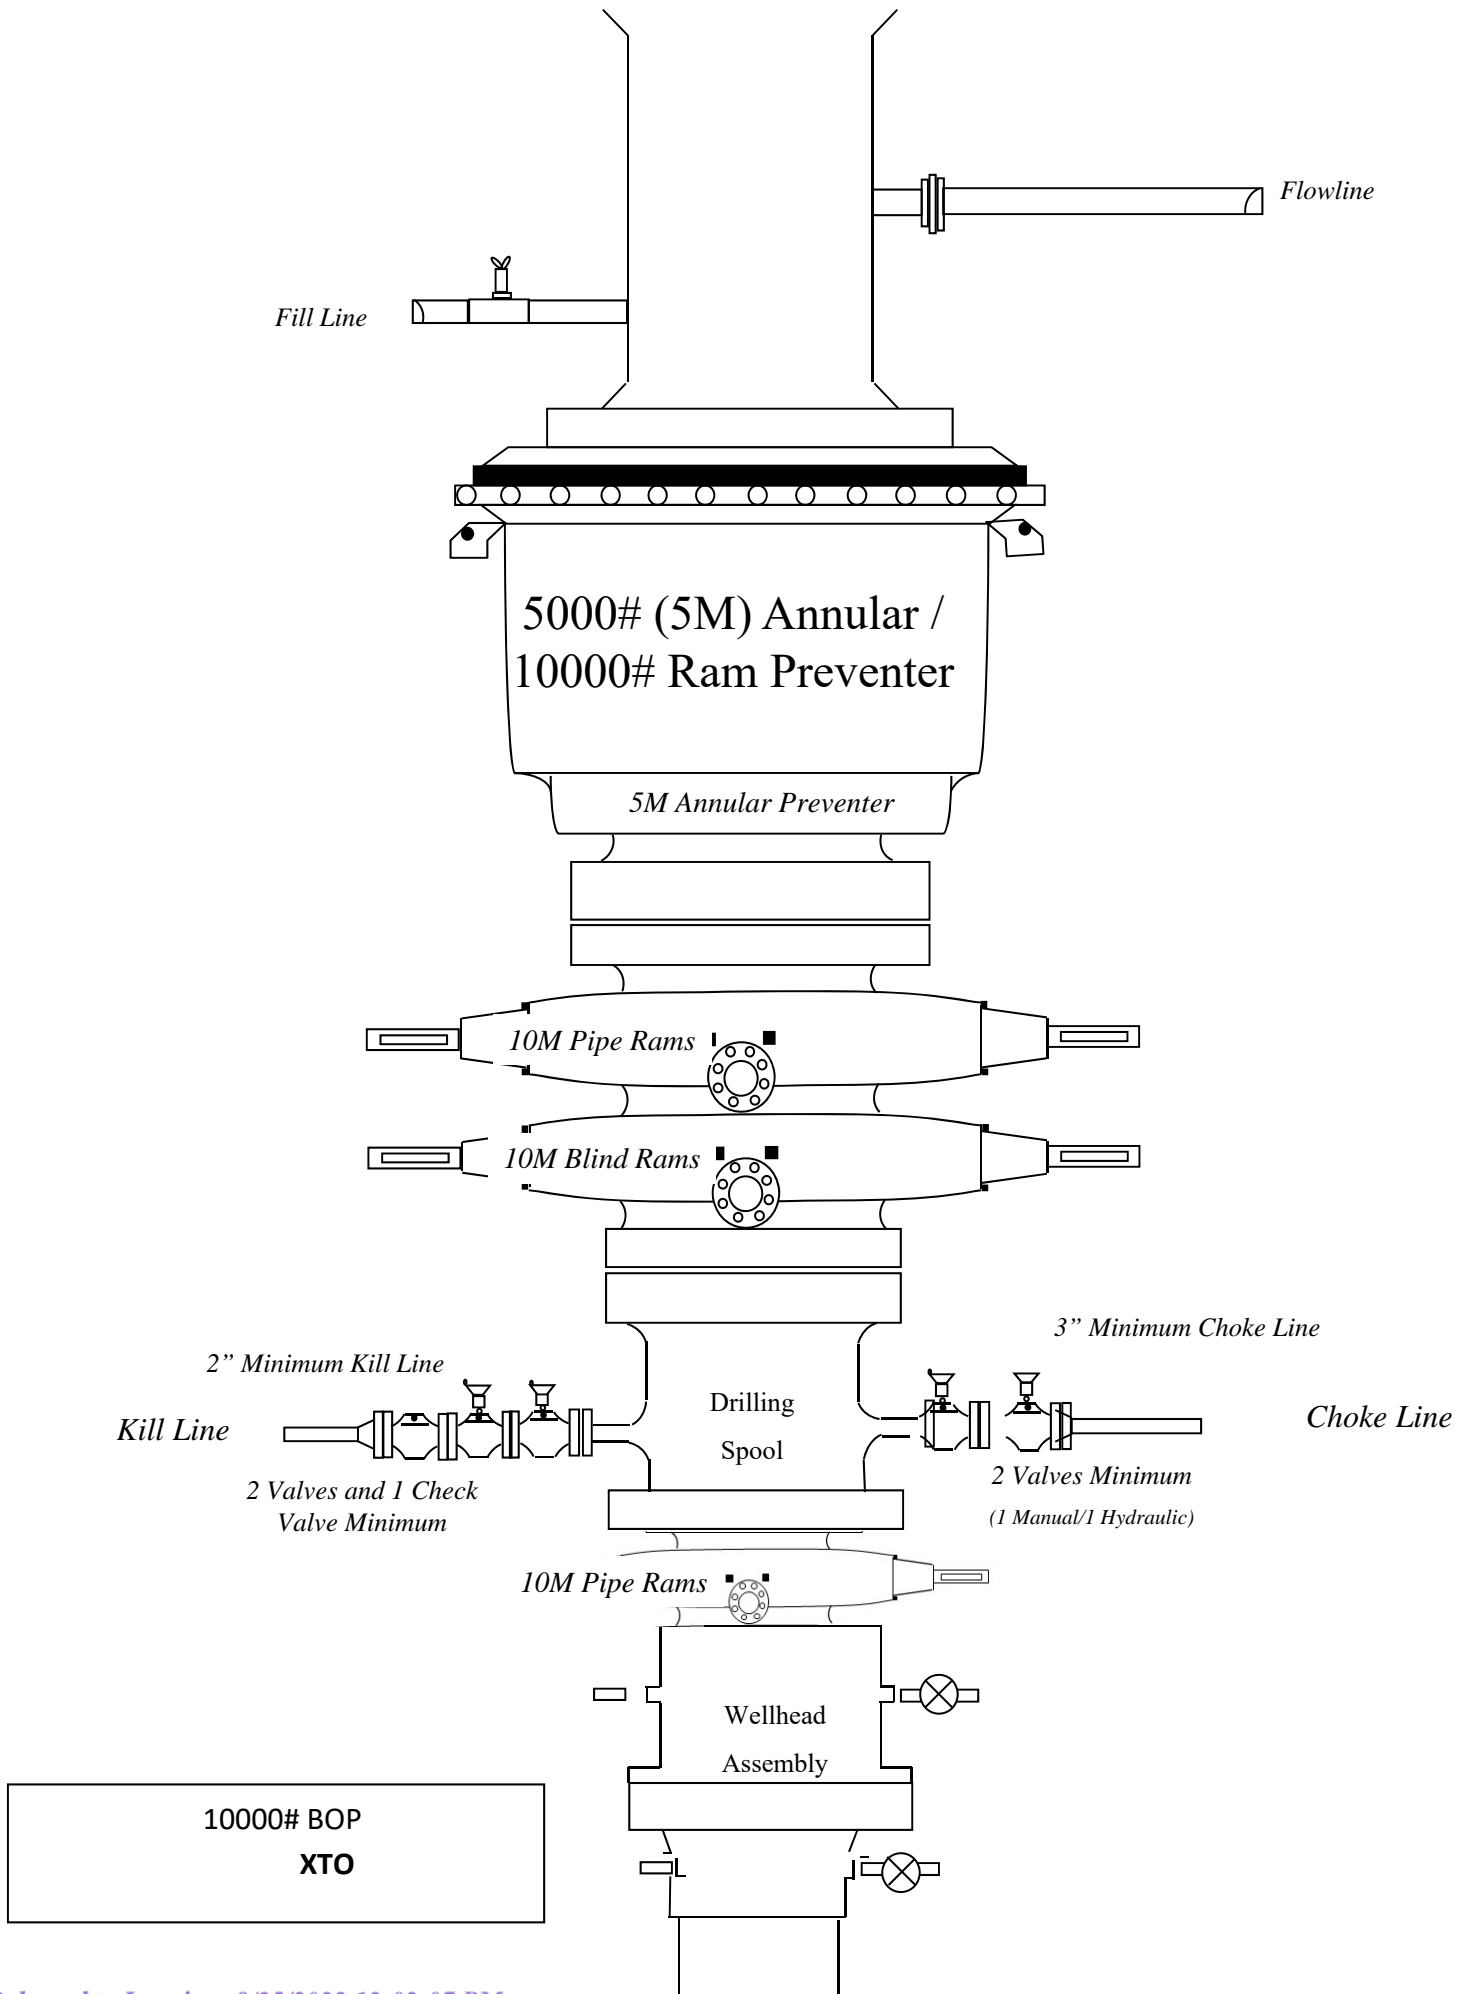 Flowline
Fill Line
5000# (5M) Annular /
10000# Ram Preventer
5M Annular Preventer
10M Pipe Rams
10M Blind Rams
3” Minimum Choke Line
2” Minimum Kill Line
Drilling
Spool
Kill Line
Choke Line
2 Valves and 1 Check
Valve Minimum
2 Valves Minimum
(1 Manual/1 Hydraulic)
10M Pipe Rams
Wellhead
Assembly
10000# BOP
XTO